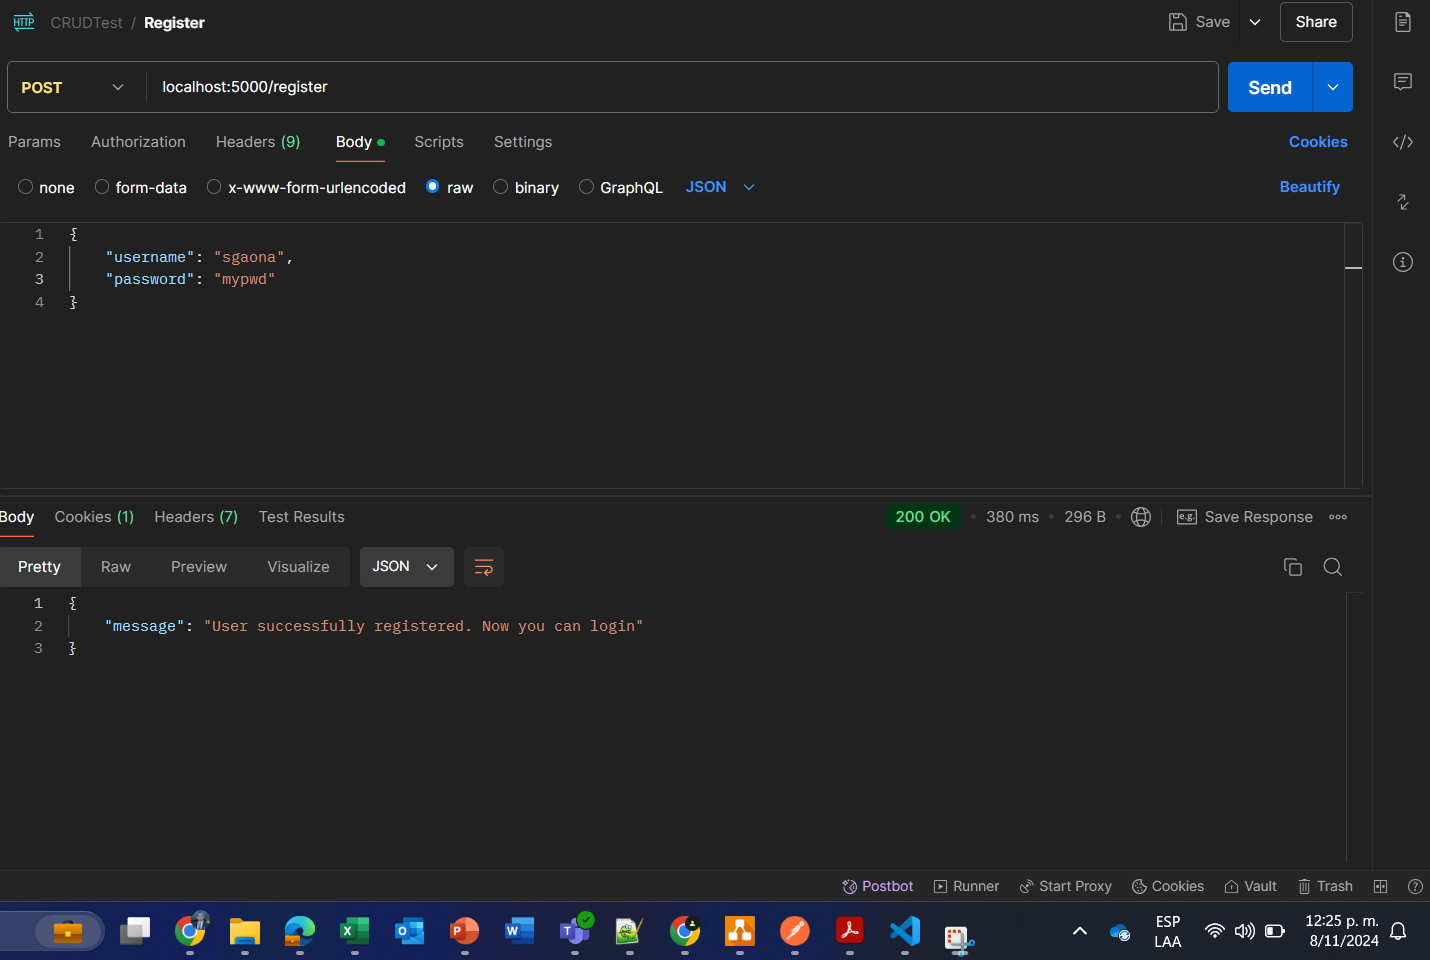 HTTP CRUDTest / Register Save Share
POST localhost:5000/register Send
Params Authorization Headers (9) Body Scripts Settings Cookies
none form-data x-www-form-urlencoded raw binary GraphQL JSON Beautify
1 {
2 "username": "sgaona",
3 "password": "mypwd"
4 }
Body Cookies (1) Headers (7) Test Results 200 OK • 380 ms • 296 B • e.g. Save Response
Pretty Raw Preview Visualize JSON
1 {
2 "message": "User successfully registered. Now you can login"
3 }
Postbot Runner Start Proxy Cookies Vault Trash
ESP 12:25 p. m.
LAA 8/11/2024